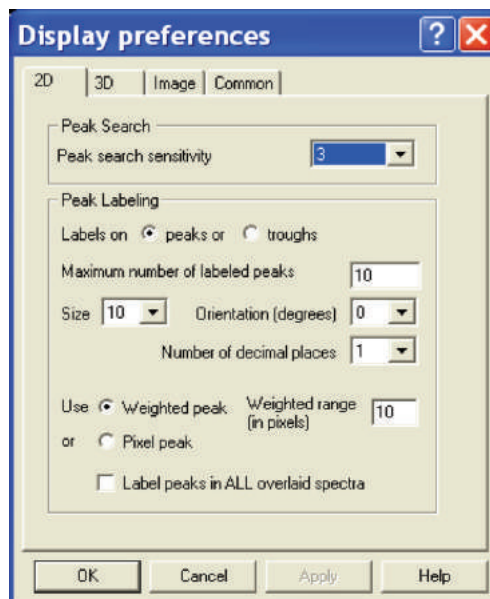 Display preferences
2D 3D Image Common
Peak Search
Peak search sensitivity 3
Peak Labeling
Labels on peaks or troughs
Maximum number of labeled peaks 10
Size 10 Orientation (degrees) 0
Number of decimal places 1
Use Weighted peak Weighted range (in pixels) 10
or Pixel peak
Label peaks in ALL overlaid spectra
OK Cancel Apply Help